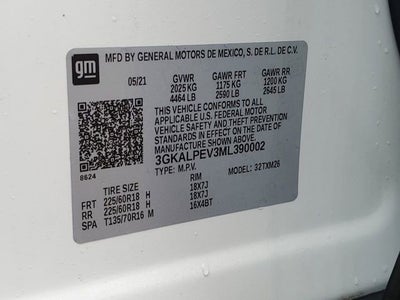 gm
MFD BY GENERAL MOTORS DE MEXICO, S. DE R.L. DE C.V.
05/21 GVWR GAWR FRT GAWR RR
2025 KG 1175 KG 1200 KG
4464 LB 2590 LB 2645 LB
THIS VEHICLE CONFORMS TO ALL
APPLICABLE U.S. FEDERAL MOTOR
VEHICLE SAFETY AND THEFT
PREVENTION STANDARDS IN EFFECT ON
THE DATE OF MANUFACTURE SHOWN ABOVE.
3GKALPEV3ML390002
8624 TYPE: M.P.V. MODEL: 32TXM26
TIRE SIZE RIM
FRT 225/60R18 H 18X7J
RR 225/60R18 H 18X7J
SPA T135/70R16 M 16X4BT